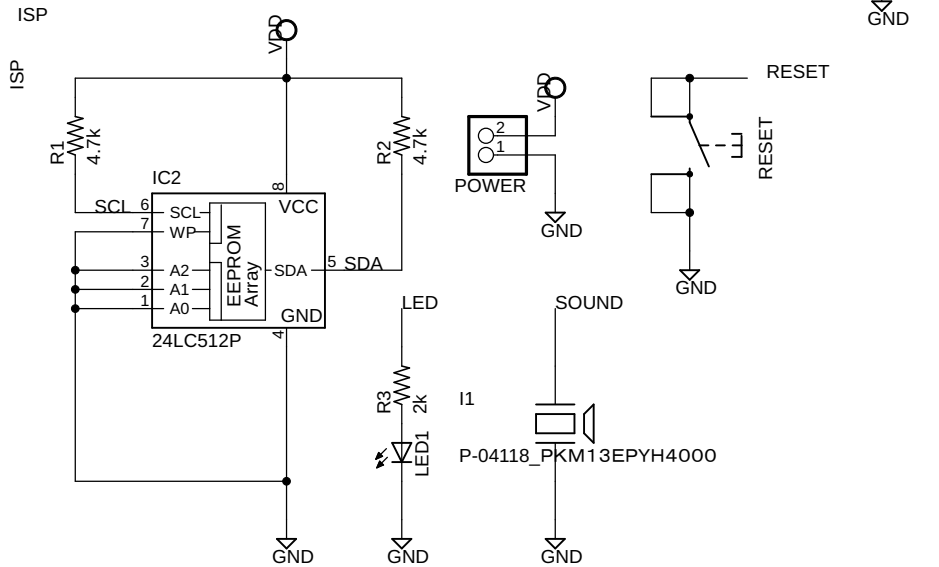 ISP
GND
VDD
ISP
VDD
RESET
R1
4.7k
R2
4.7k
2
1
RESET
POWER
IC2
8
VCC
SCL
6
SCL
7
WP
GND
3
A2
EEPROM
Array
SDA
5
SDA
2
A1
GND
1
A0
GND
LED
SOUND
4
24LC512P
R3
2k
I1
LED1
P-04118_PKM13EPYH4000
GND
GND
GND